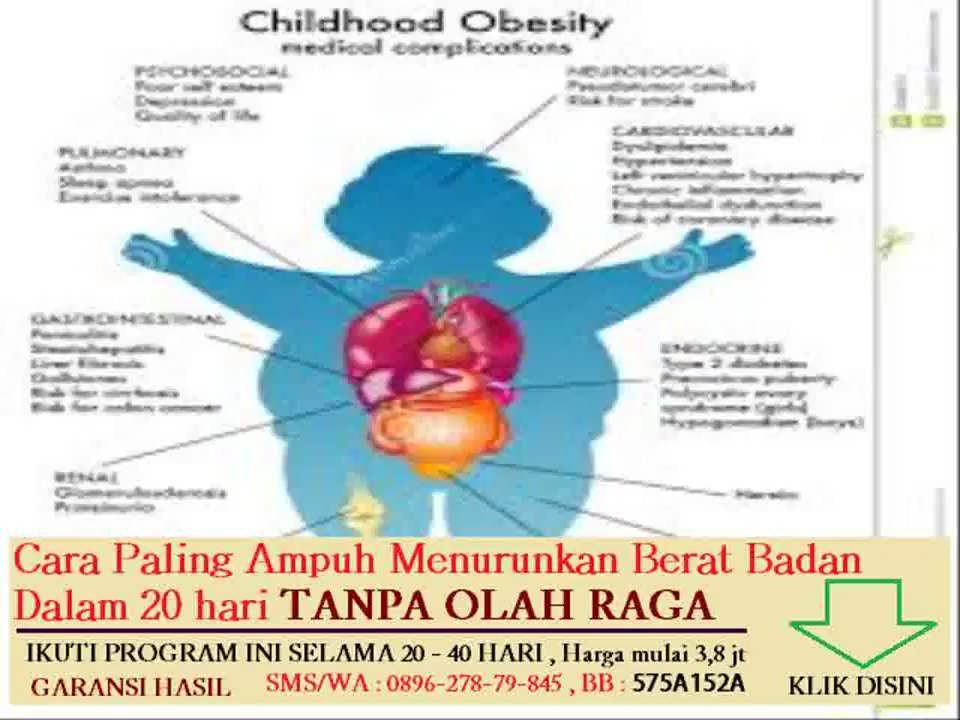 Childhood Obesity
medical complications
PSYCHOSOCIAL
Poor self esteem
Depression
Quality of life
NEUROLOGICAL
Pseudotumor cerebri
Risk for stroke
CARDIOVASCULAR
Dyslipidemia
Hypertension
Left ventricular hypertrophy
Chronic inflammation
Endothelial dysfunction
Risk of coronary disease
PULMONARY
Asthma
Sleep apnea
Exercise intolerance
GASTROINTESTINAL
Steatohepatitis
Liver fibrosis
Gallstones
Risk for cirrhosis
Risk for colon cancer
ENDOCRINE
Type 2 diabetes
Precocious puberty
Polycystic ovary
syndrome (girls)
Hypogonadism (boys)
RENAL
Glomerulosclerosis
Proteinuria
Hernia
Cara Paling Ampuh Menurunkan Berat Badan
Dalam 20 hari TANPA OLAH RAGA
IKUTI PROGRAM INI SELAMA 20 - 40 HARI , Harga mulai 3,8 jt
GARANSI HASIL SMS/WA : 0896-278-79-845 , BB : 575A152A
KLIK DISINI